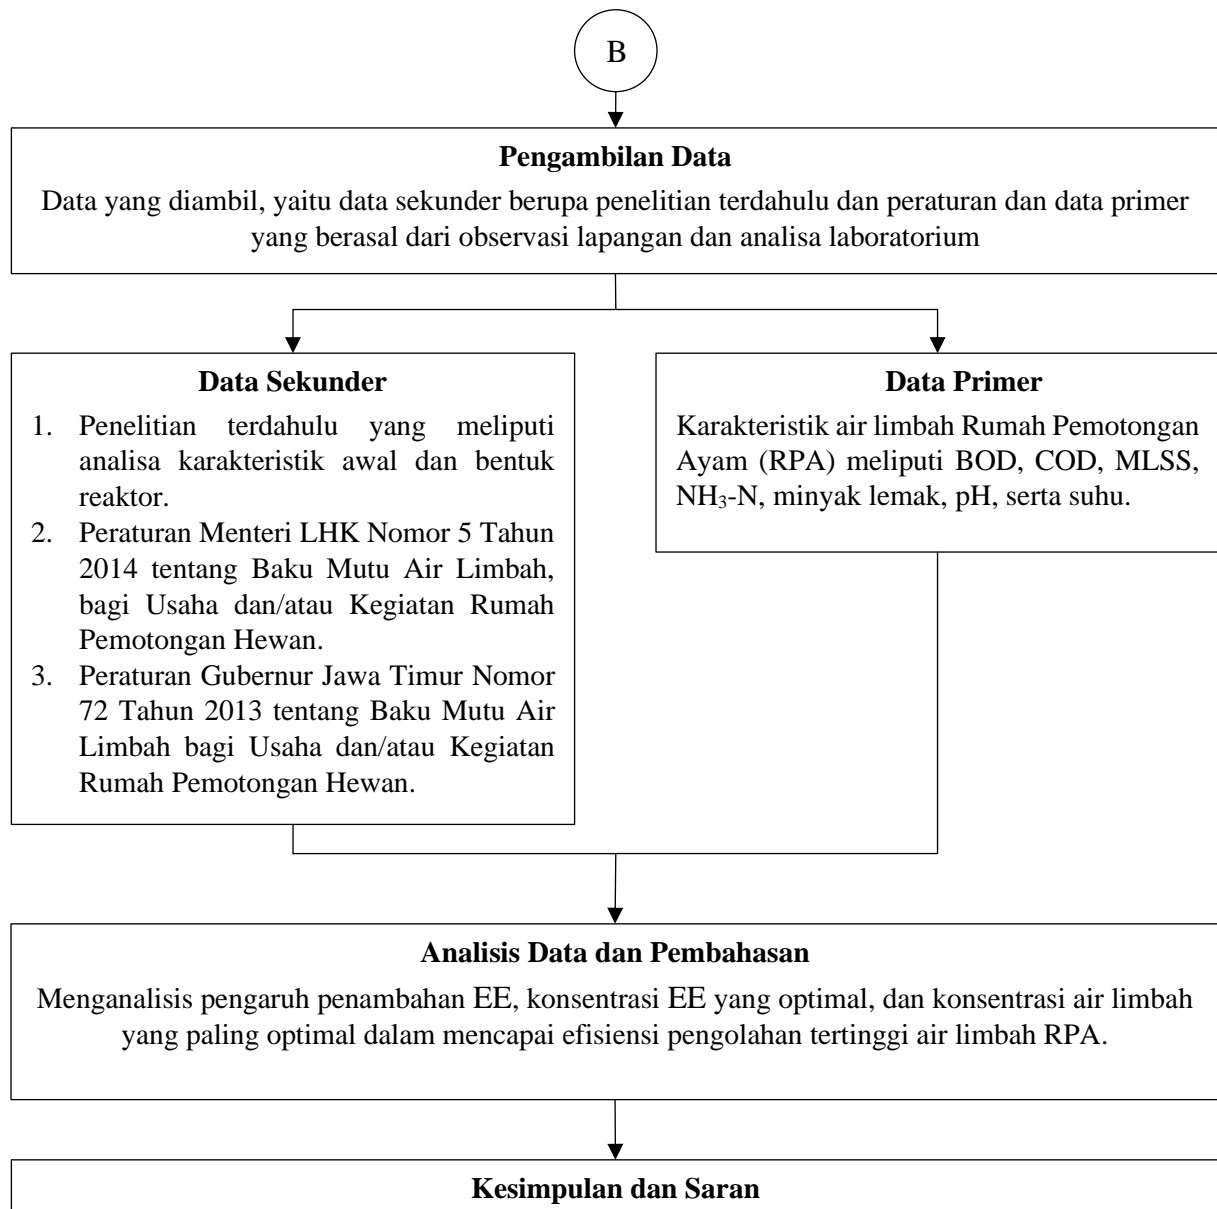 B
Pengambilan Data
Data yang diambil, yaitu data sekunder berupa penelitian terdahulu dan peraturan dan data primer
yang berasal dari observasi lapangan dan analisa laboratorium
Data Sekunder
1. Penelitian terdahulu yang meliputi
analisa karakteristik awal dan bentuk
reaktor.
2. Peraturan Menteri LHK Nomor 5 Tahun
2014 tentang Baku Mutu Air Limbah,
bagi Usaha dan/atau Kegiatan Rumah
Pemotongan Hewan.
3. Peraturan Gubernur Jawa Timur Nomor
72 Tahun 2013 tentang Baku Mutu Air
Limbah bagi Usaha dan/atau Kegiatan
Rumah Pemotongan Hewan.
Data Primer
Karakteristik air limbah Rumah Pemotongan
Ayam (RPA) meliputi BOD, COD, MLSS,
NH₃-N, minyak lemak, pH, serta suhu.
Analisis Data dan Pembahasan
Menganalisis pengaruh penambahan EE, konsentrasi EE yang optimal, dan konsentrasi air limbah
yang paling optimal dalam mencapai efisiensi pengolahan tertinggi air limbah RPA.
Kesimpulan dan Saran